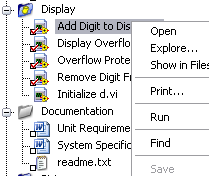 Display
Add Digit to Dis
Display Overflo
Overflow Prote
Remove Digit Fr
Initialize d.vi
Documentation
Unit Requireme
System Specific
readme.txt
Open
Explore...
Show in Files
Print...
Run
Find
Save